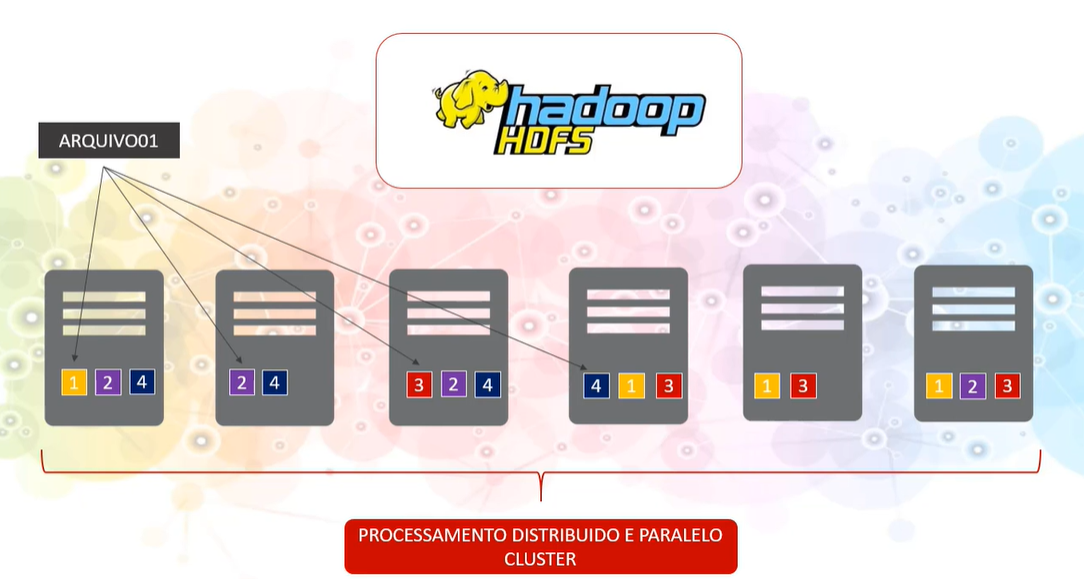 hadoop
HDFS
ARQUIVO01
1 2 4
2 4
3 2 4
4 1 3
1 3
1 2 3
PROCESSAMENTO DISTRIBUIDO E PARALELO
CLUSTER